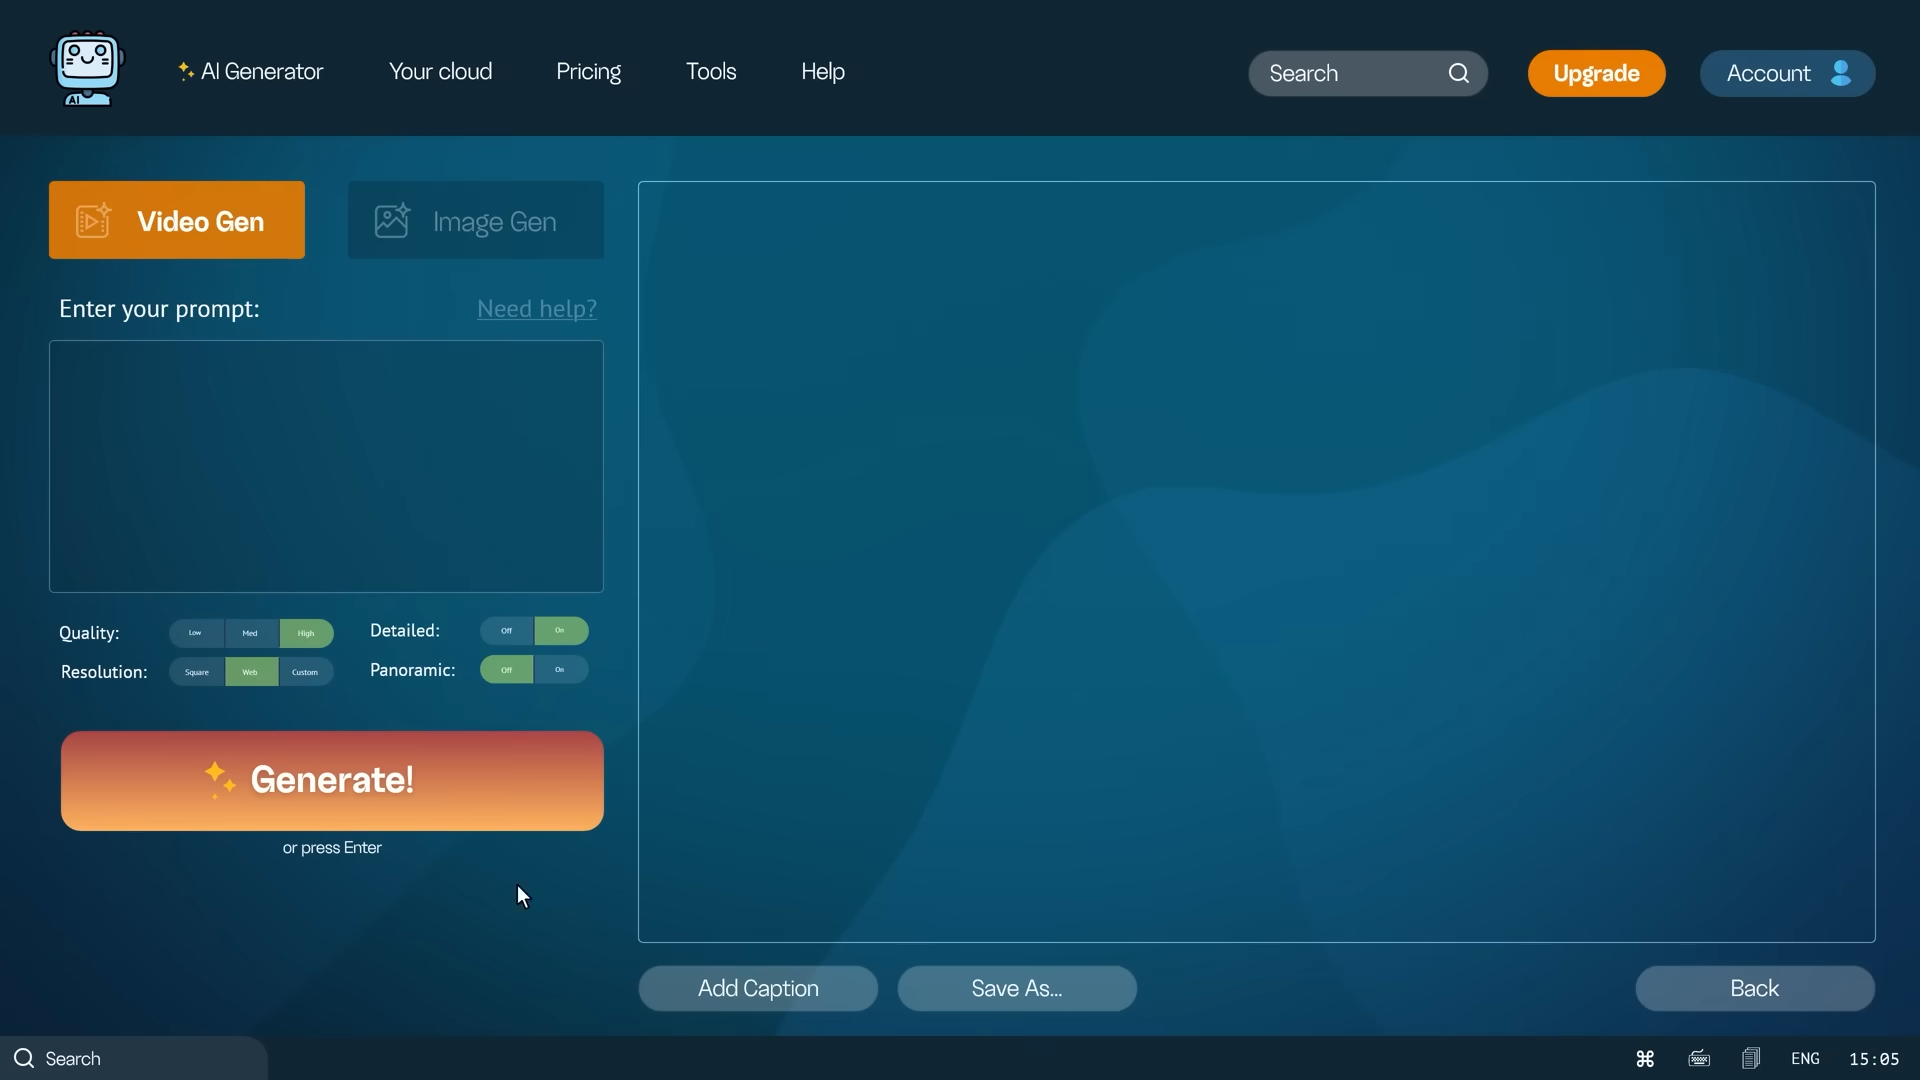 AI
AI Generator
Your cloud
Pricing
Tools
Help
Search
Upgrade
Account
Video Gen
Image Gen
Enter your prompt:
Need help?
Quality:
Low
Med
High
Detailed:
Off
On
Resolution:
Square
Web
Custom
Panoramic:
Off
On
Generate!
or press Enter
Add Caption
Save As...
Back
Search
ENG
15:05